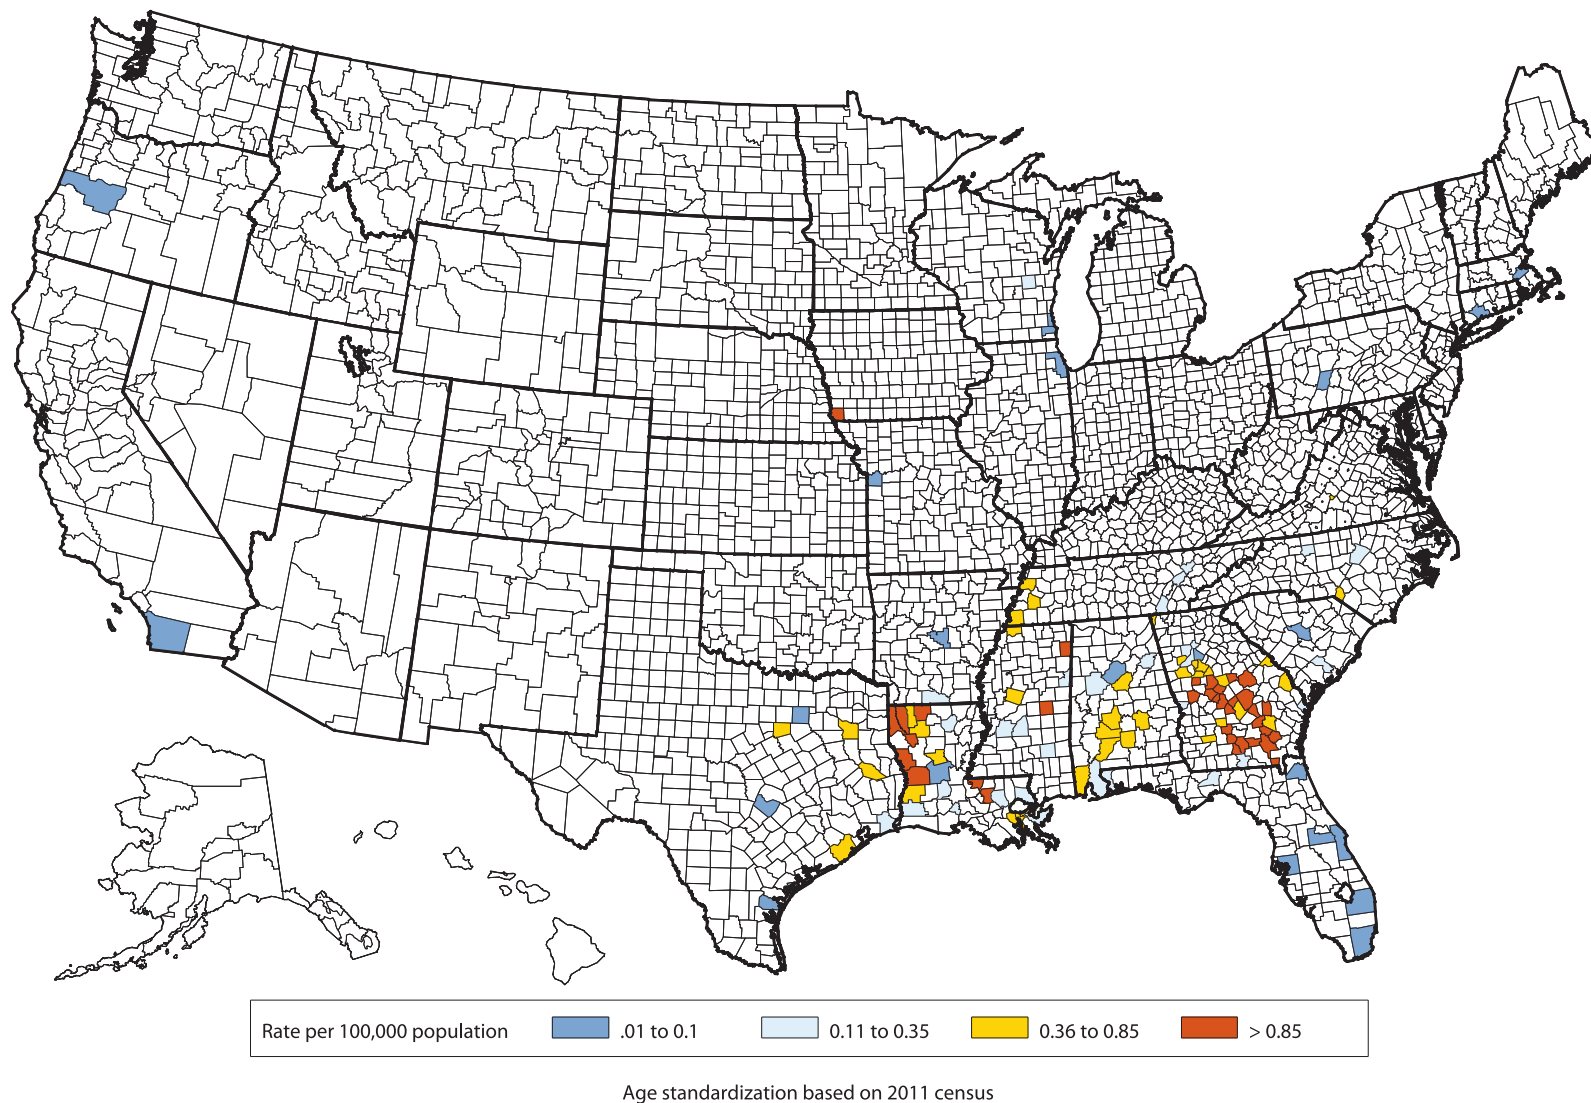 Rate per 100,000 population .01 to 0.1 0.11 to 0.35 0.36 to 0.85 > 0.85
Age standardization based on 2011 census